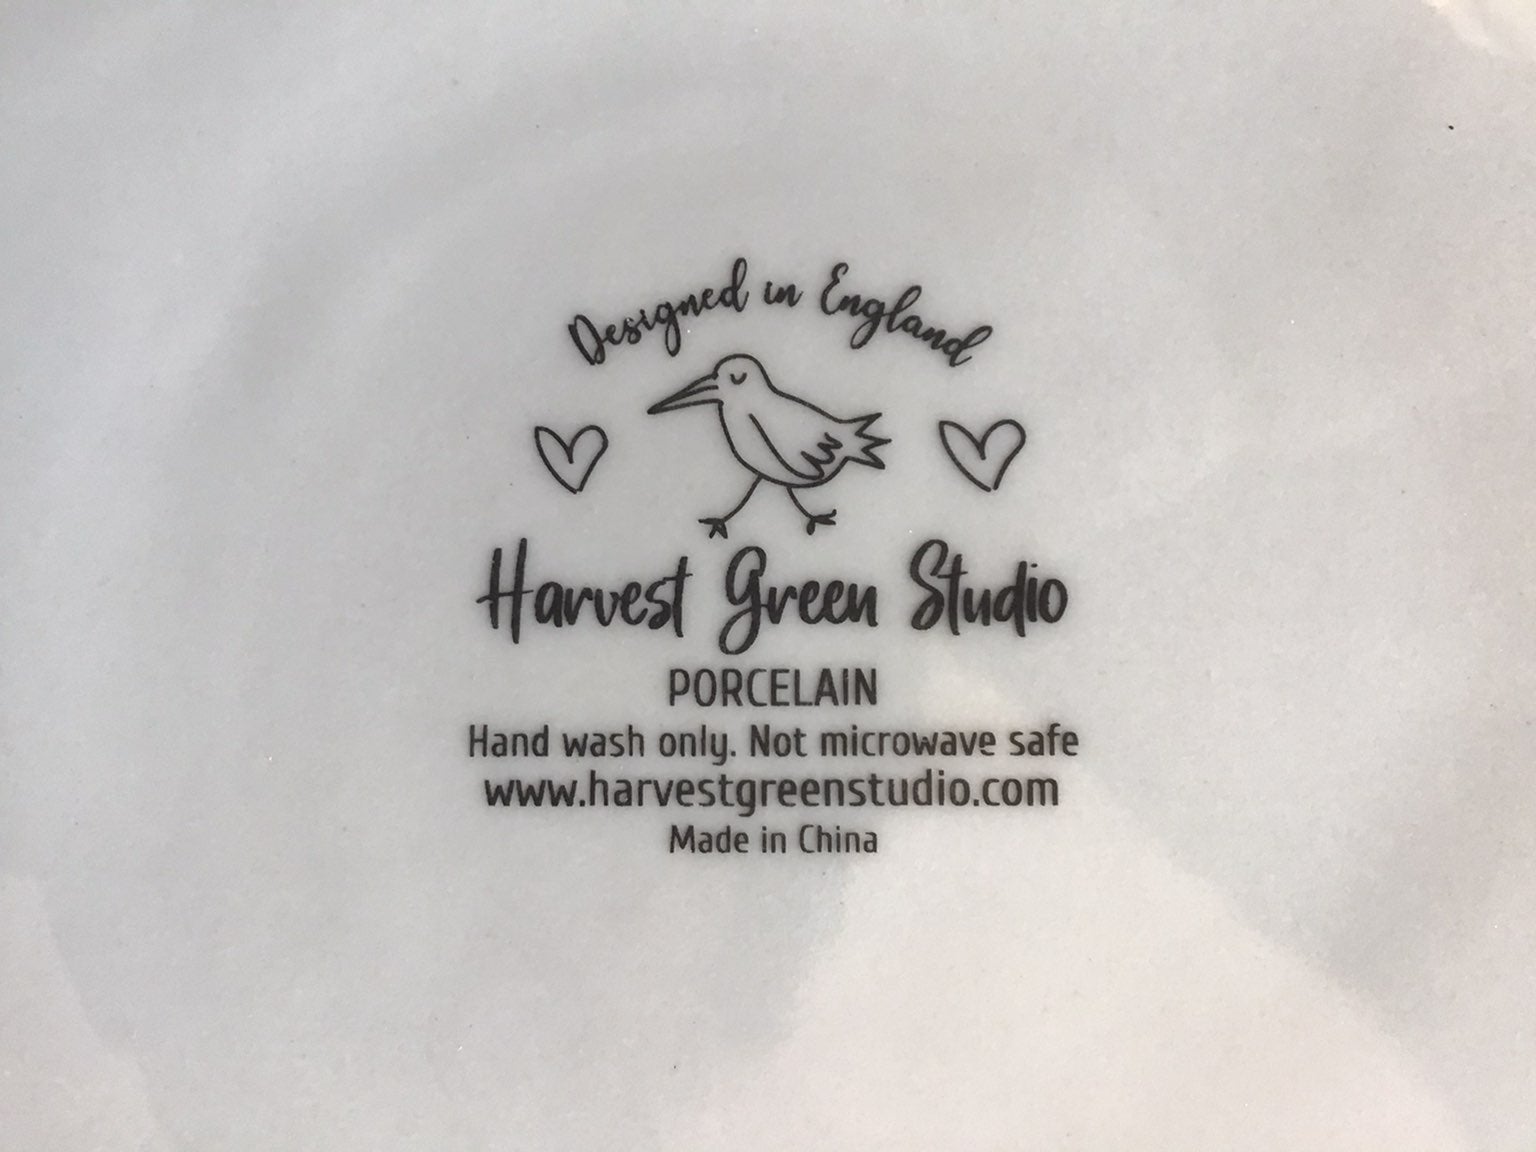 Designed in England
Harvest Green Studio
PORCELAIN
Hand wash only. Not microwave safe
www.harvestgreenstudio.com
Made in China